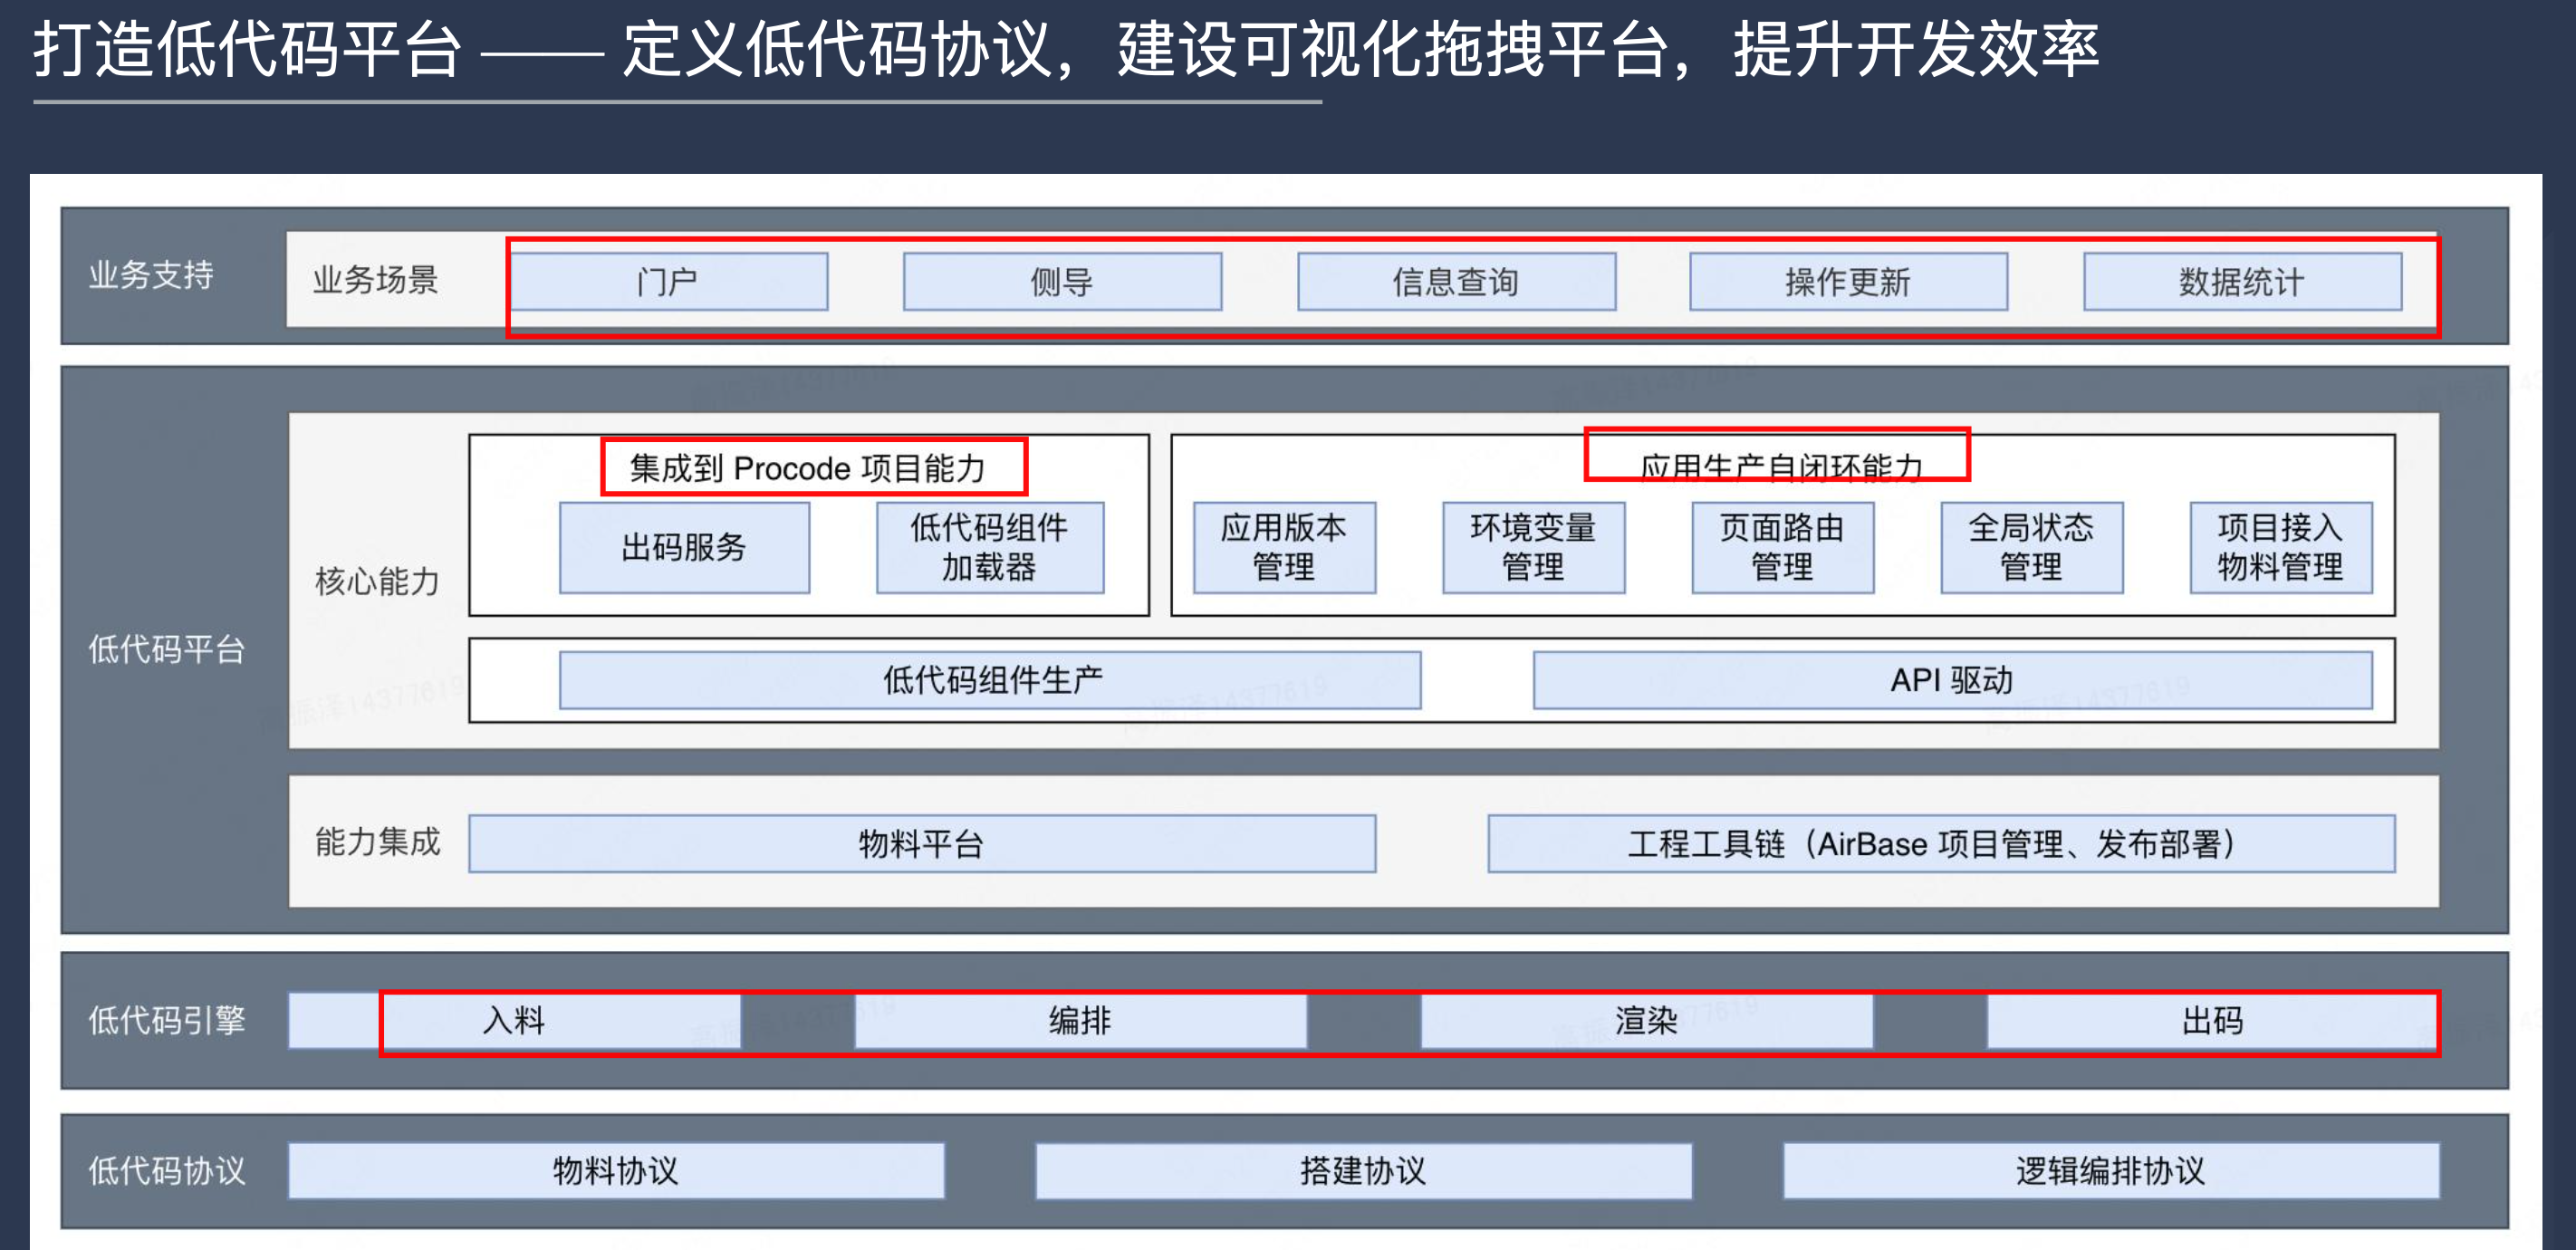 打造低代码平台 —— 定义低代码协议，建设可视化拖拽平台，提升开发效率
业务支持
业务场景
门户
侧导
信息查询
操作更新
数据统计
低代码平台
核心能力
集成到 Procode 项目能力
出码服务
低代码组件
加载器
应用生产自闭环能力
应用版本
管理
环境变量
管理
页面路由
管理
全局状态
管理
项目接入
物料管理
低代码组件生产
API 驱动
能力集成
物料平台
工程工具链（AirBase 项目管理、发布部署）
低代码引擎
入料
编排
渲染
出码
低代码协议
物料协议
搭建协议
逻辑编排协议